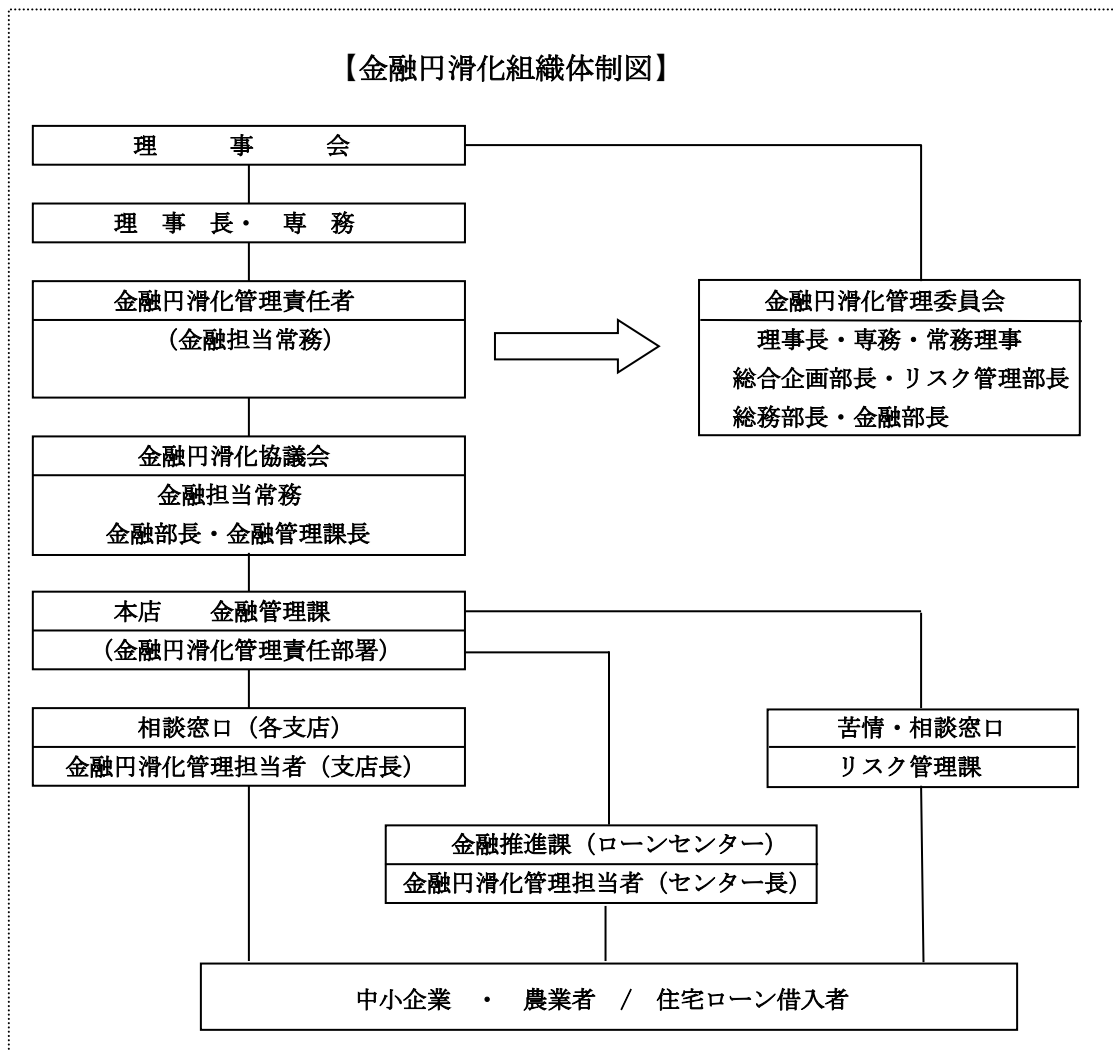 【金融円滑化組織体制図】
理　事　会
理　事　長・　専　務
金融円滑化管理責任者
(金融担当常務)
金融円滑化管理委員会
理事長・専務・常務理事
総合企画部長・リスク管理部長
総務部長・金融部長
金融円滑化協議会
金融担当常務
金融部長・金融管理課長
本店　　金融管理課
(金融円滑化管理責任部署)
相談窓口（各支店）
金融円滑化管理担当者（支店長）
苦情・相談窓口
リスク管理課
金融推進課（ローンセンター）
金融円滑化管理担当者（センター長）
中小企業　・　農業者　/　住宅ローン借入者